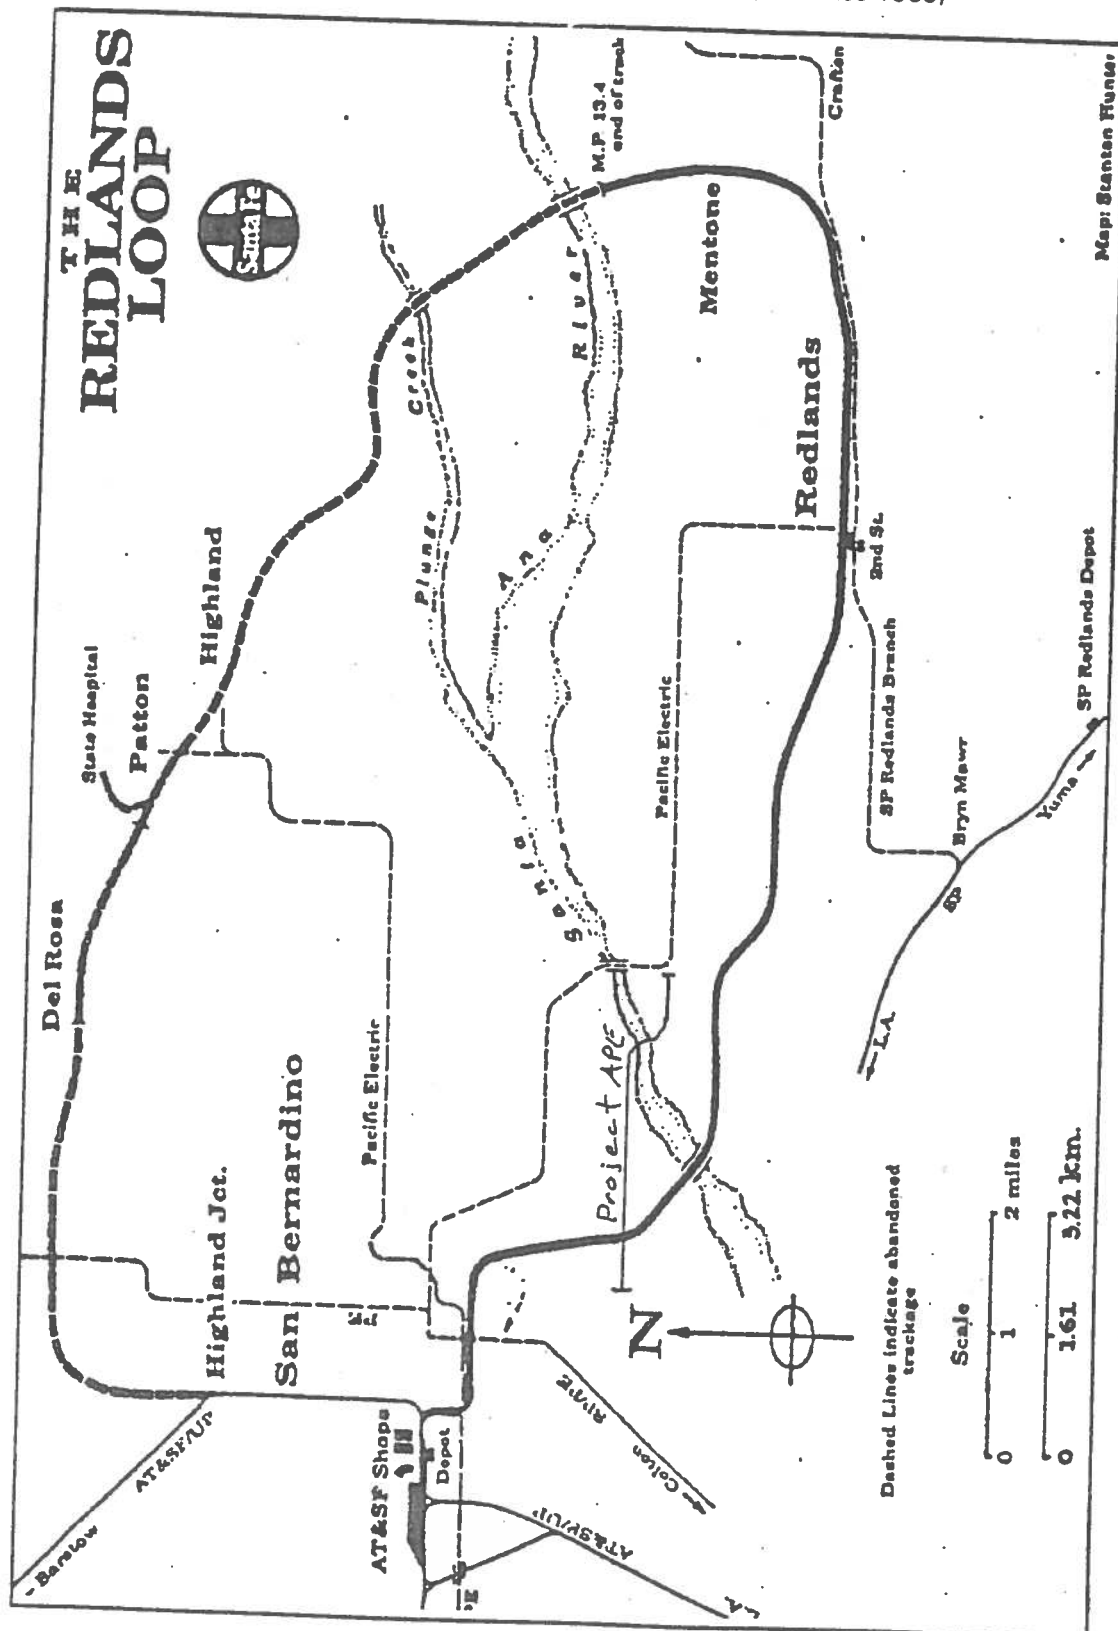 THE
REDLANDS
LOOP
Santa Fe
M.P. 13.4
end of track
Crafton
Mentone
Redlands
2nd St.
SP Redlands Depot
SP Redlands Branch
Bryn Mawr
Yuma
SP
L.A.
Pacific Electric
Santa Ana River
Plunge Creek
Highland
Patton
State Hospital
Del Rosa
Pacific Electric
San Bernardino
Highland Jct.
SP
Project APE
AT&SF/UP
Barstow
AT&SF Shops
Depot
AT&SF/UP
L.A.
Colton
N
Dashed Lines indicate abandoned
trackage
Scale
0 1 2 miles
0 1.61 3.22 km.
Map: Stanton Hunter